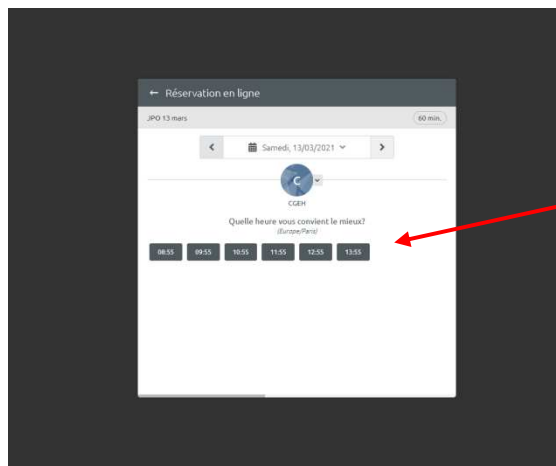 ← Réservation en ligne
JPO 13 mars 60 min.
Samedi, 13/03/2021
C
CGEH
Quelle heure vous convient le mieux?
(Europe/Paris)
08:55 09:55 10:55 11:55 12:55 13:55